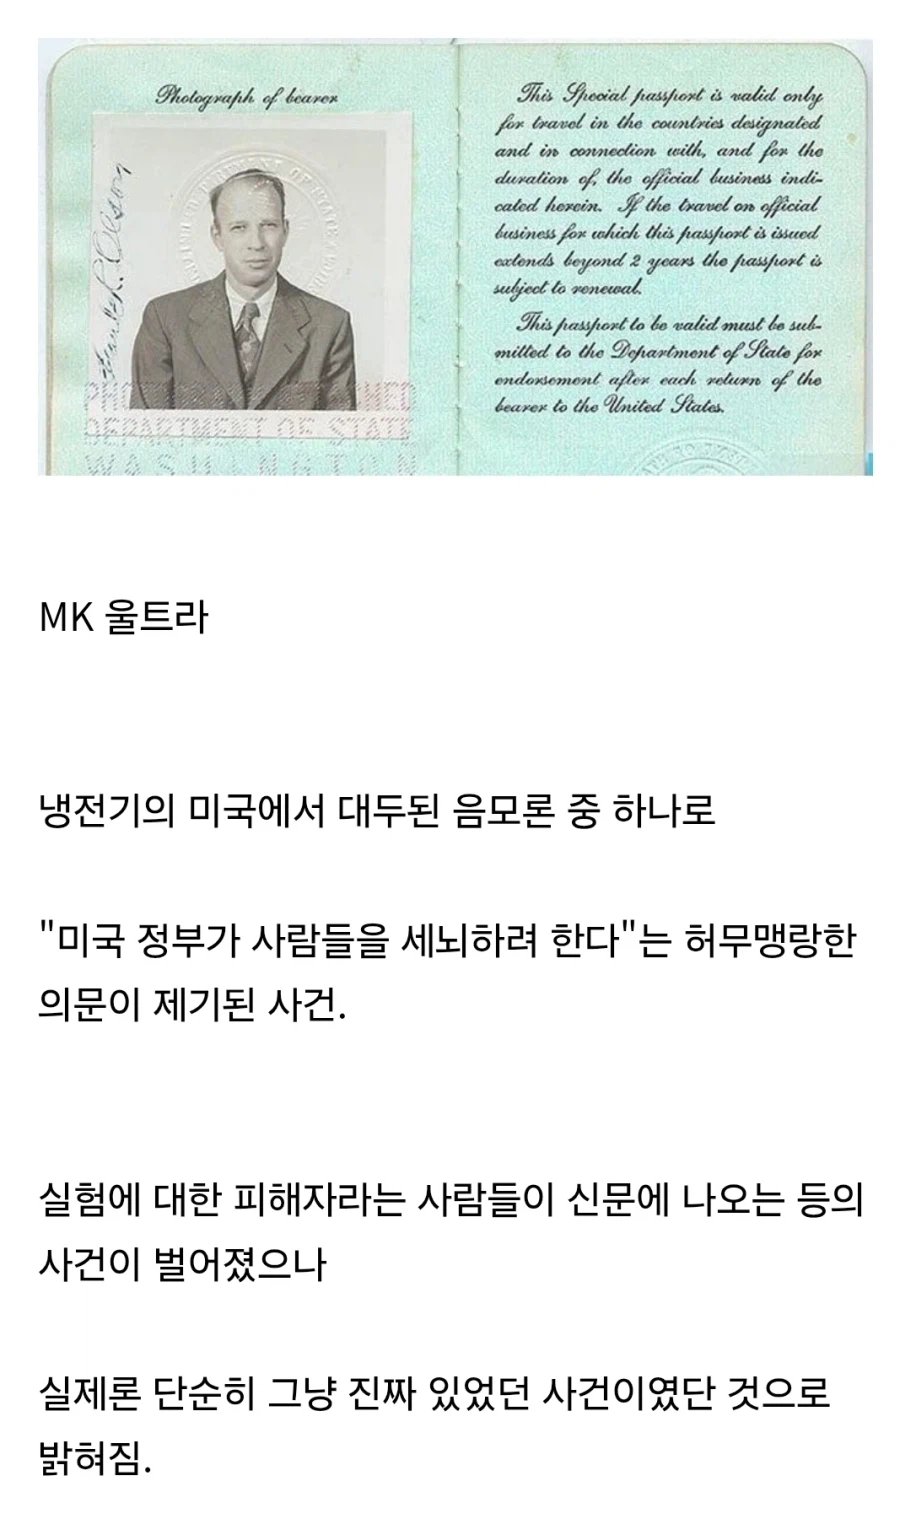 Photograph of bearer
Frank R. Olson
DEPARTMENT OF STATE
WASHINGTON
This Special passport is valid only
for travel in the countries designated
and in connection with, and for the
duration of, the official business indi-
cated herein. If the travel on official
business for which this passport is issued
extends beyond 2 years the passport is
subject to renewal.
This passport to be valid must be sub-
mitted to the Department of State for
endorsement after each return of the
bearer to the United States.
MK 울트라
냉전기의 미국에서 대두된 음모론 중 하나로
"미국 정부가 사람들을 세뇌하려 한다"는 허무맹랑한
의문이 제기된 사건.
실험에 대한 피해자라는 사람들이 신문에 나오는 등의
사건이 벌어졌으나
실제론 단순히 그냥 진짜 있었던 사건이였단 것으로
밝혀짐.